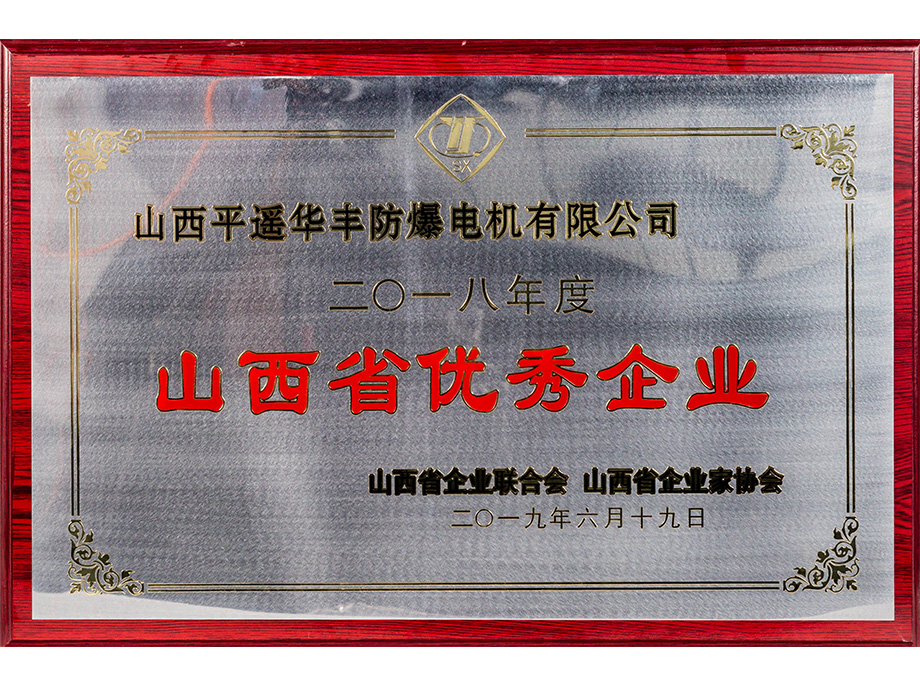 SX
山西平遥华丰防爆电机有限公司
二〇一八年度
山西省优秀企业
山西省企业联合会 山西省企业家协会
二〇一九年六月十九日